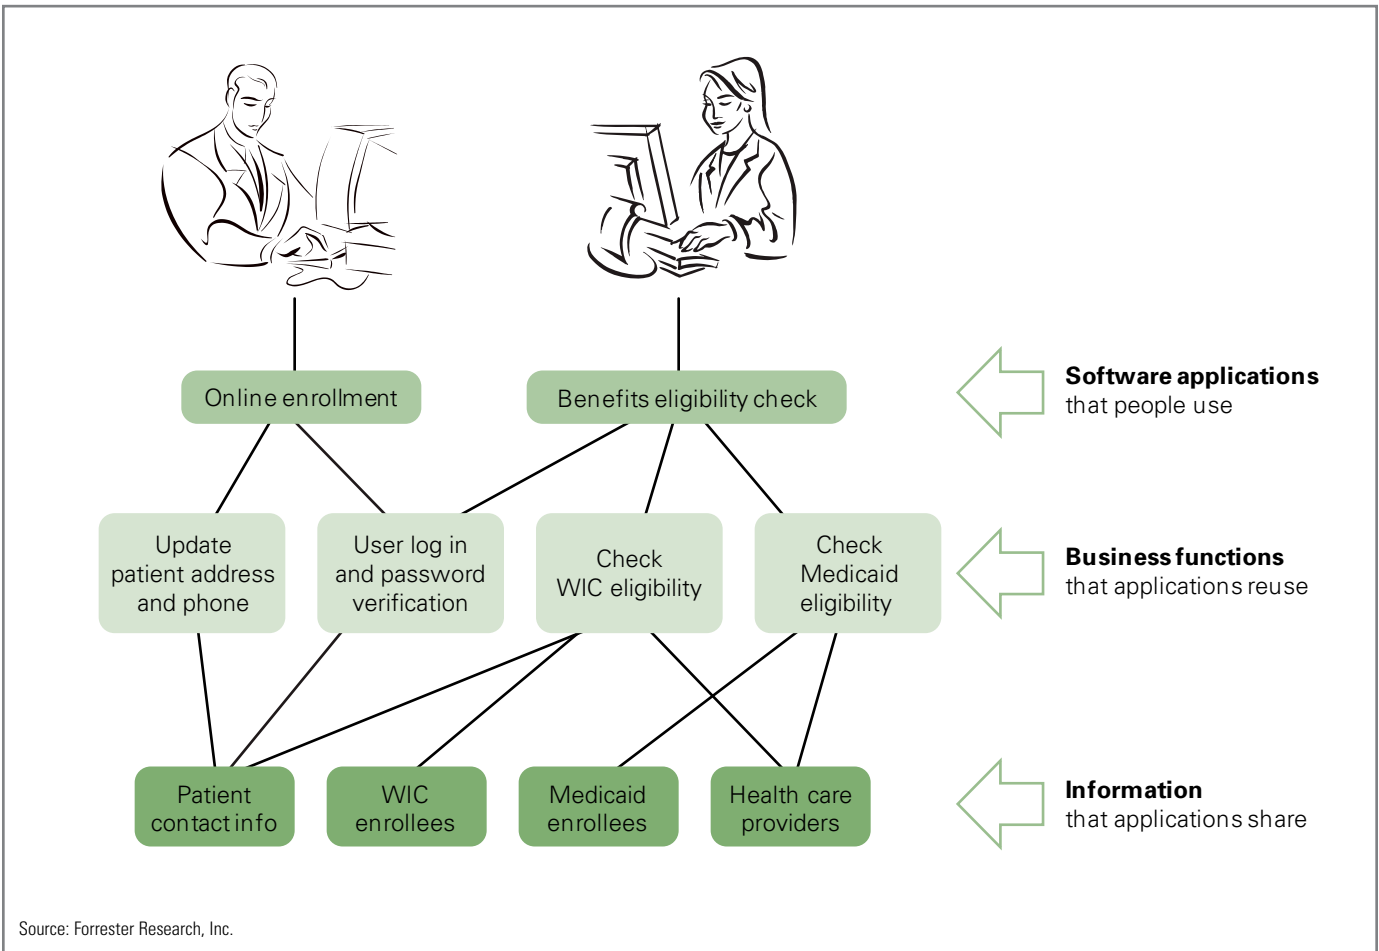 Online enrollment
Benefits eligibility check
Software applications
that people use
Update
patient address
and phone
User log in
and password
verification
Check
WIC eligibility
Check
Medicaid
eligibility
Business functions
that applications reuse
Patient
contact info
WIC
enrollees
Medicaid
enrollees
Health care
providers
Information
that applications share
Source: Forrester Research, Inc.